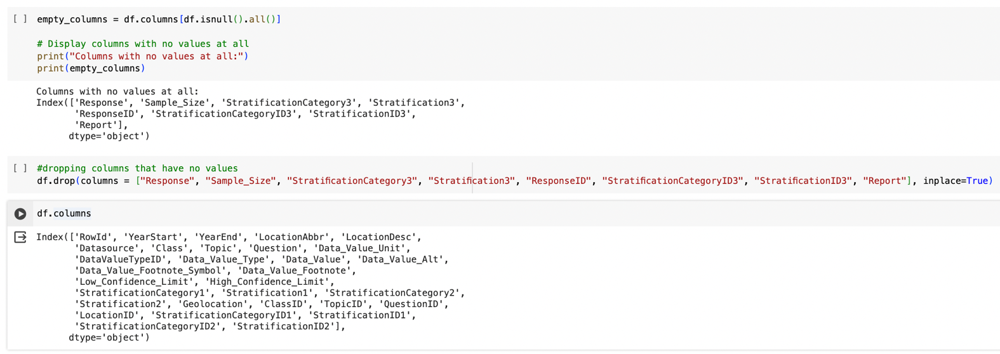 [ ] empty_columns = df.columns[df.isnull().all()]
# Display columns with no values at all
print("Columns with no values at all:")
print(empty_columns)
Columns with no values at all:
Index(['Response', 'Sample_Size', 'StratificationCategory3', 'Stratification3',
       'ResponseID', 'StratificationCategoryID3', 'StratificationID3',
       'Report'],
      dtype='object')
[ ] #dropping columns that have no values
df.drop(columns = ["Response", "Sample_Size", "StratificationCategory3", "Stratification3", "ResponseID", "StratificationCategoryID3", "StratificationID3", "Report"], inplace=True)
df.columns
Index(['RowId', 'YearStart', 'YearEnd', 'LocationAbbr', 'LocationDesc',
       'Datasource', 'Class', 'Topic', 'Question', 'Data_Value_Unit',
       'DataValueTypeID', 'Data_Value_Type', 'Data_Value', 'Data_Value_Alt',
       'Data_Value_Footnote_Symbol', 'Data_Value_Footnote',
       'Low_Confidence_Limit', 'High_Confidence_Limit',
       'StratificationCategory1', 'Stratification1', 'StratificationCategory2',
       'Stratification2', 'Geolocation', 'ClassID', 'TopicID', 'QuestionID',
       'LocationID', 'StratificationCategoryID1', 'StratificationID1',
       'StratificationCategoryID2', 'StratificationID2'],
      dtype='object')